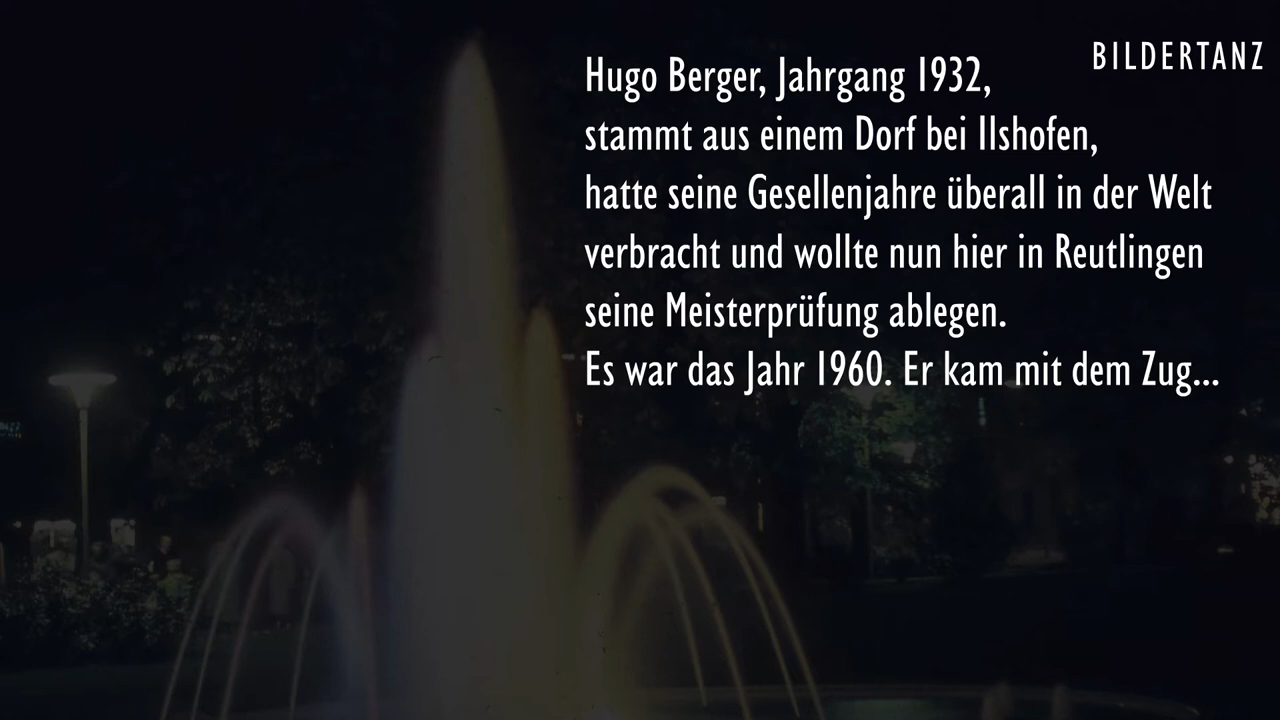 BILDERTANZ
Hugo Berger, Jahrgang 1932,
stammt aus einem Dorf bei Ilshofen,
hatte seine Gesellenjahre überall in der Welt
verbracht und wollte nun hier in Reutlingen
seine Meisterprüfung ablegen.
Es war das Jahr 1960. Er kam mit dem Zug...